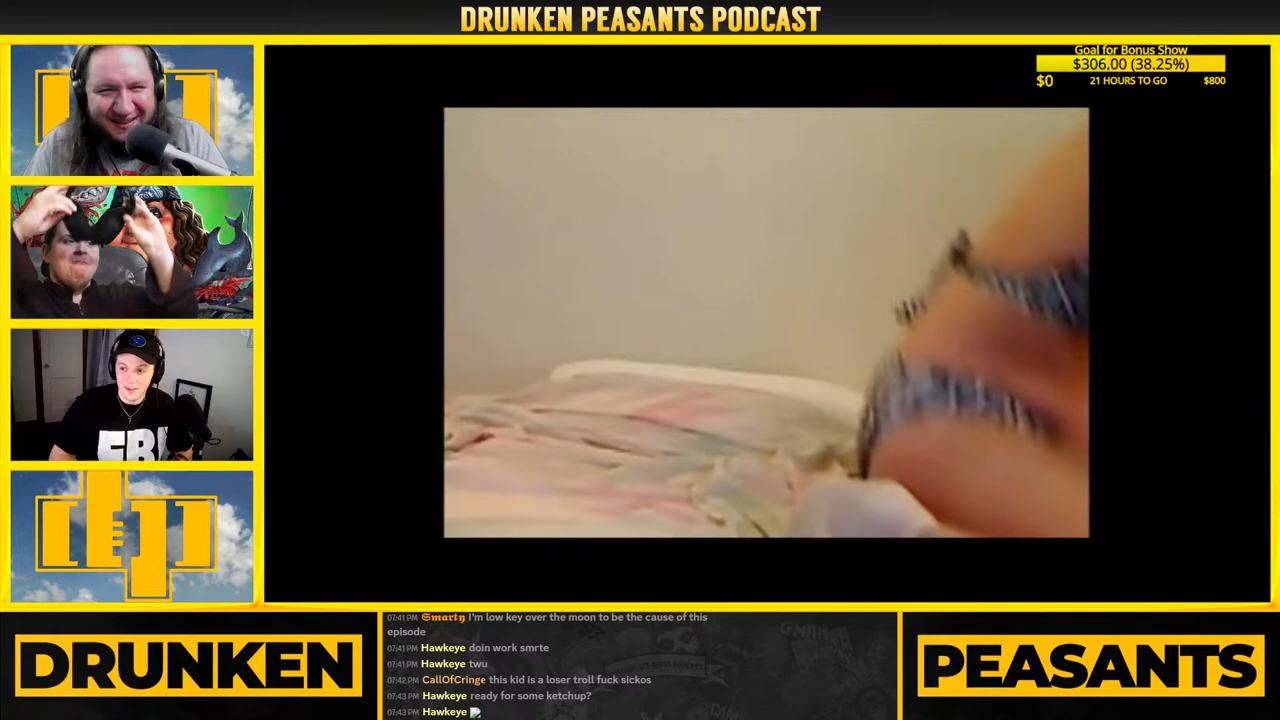 DRUNKEN PEASANTS PODCAST
Goal for Bonus Show
$306.00 (38.25%)
$0 21 HOURS TO GO $800
07:41 PM Smarty I'm low key over the moon to be the cause of this
episode
07:41 PM Hawkeye doin work smrte
07:41 PM Hawkeye twu
07:42 PM CallOfCringe this kid is a loser troll fuck sickos
07:43 PM Hawkeye ready for some ketchup?
07:43 PM Hawkeye
DRUNKEN
PEASANTS